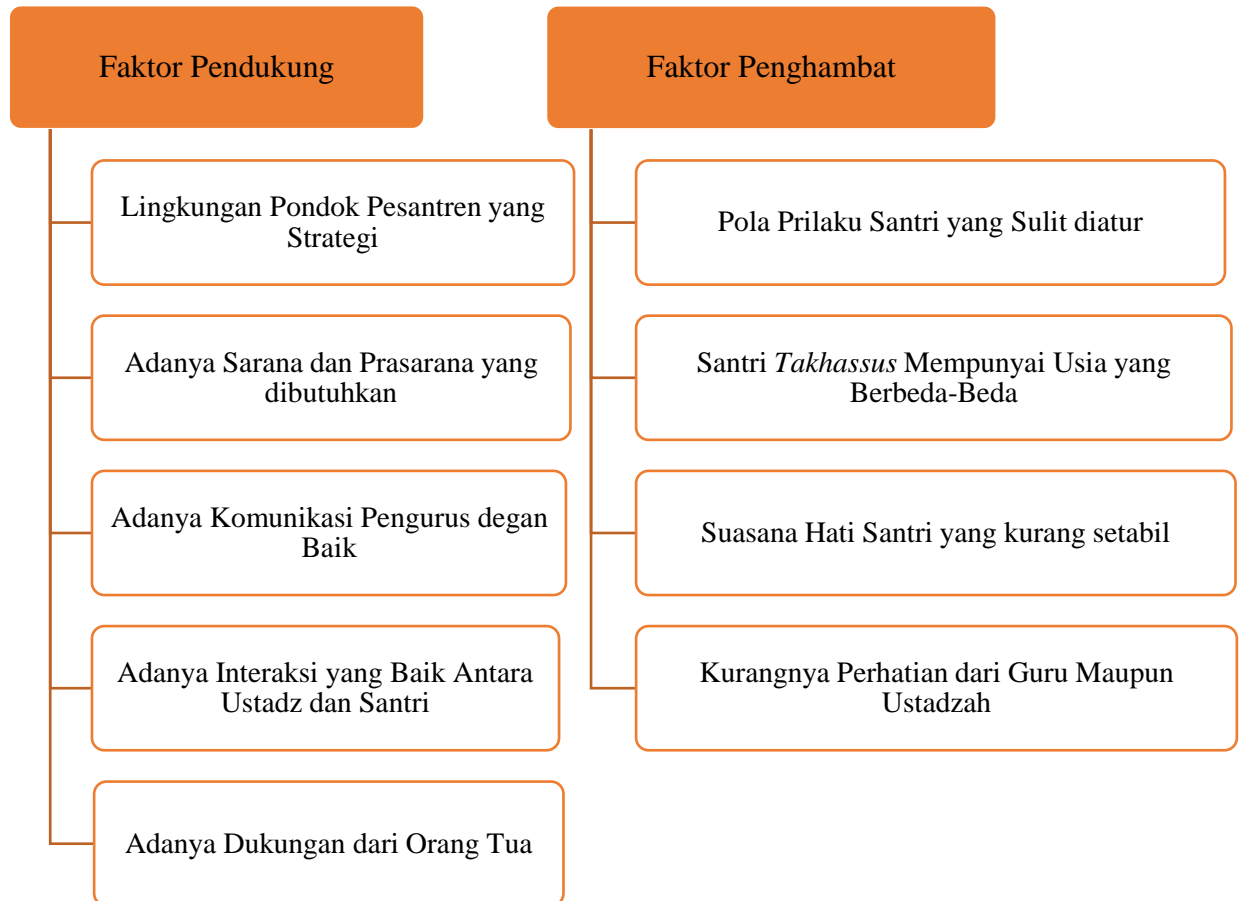 Faktor Pendukung
Lingkungan Pondok Pesantren yang
Strategi
Adanya Sarana dan Prasarana yang
dibutuhkan
Adanya Komunikasi Pengurus degan
Baik
Adanya Interaksi yang Baik Antara
Ustadz dan Santri
Adanya Dukungan dari Orang Tua
Faktor Penghambat
Pola Prilaku Santri yang Sulit diatur
Santri Takhassus Mempunyai Usia yang
Berbeda-Beda
Suasana Hati Santri yang kurang setabil
Kurangnya Perhatian dari Guru Maupun
Ustadzah